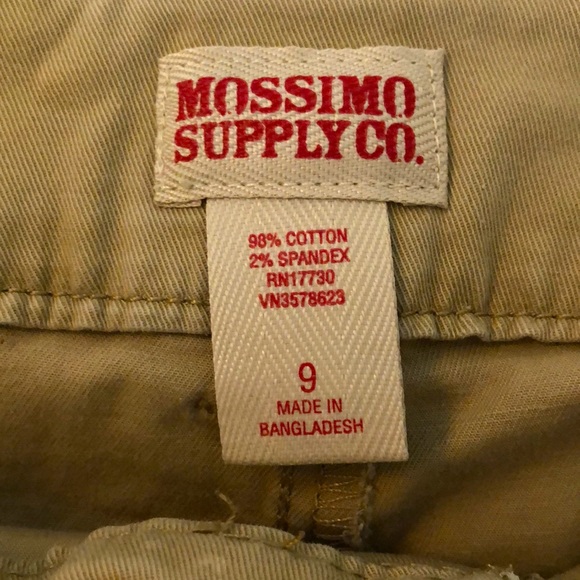 MOSSIMO
SUPPLY CO.
98% COTTON
2% SPANDEX
RN17730
VN3578623
9
MADE IN
BANGLADESH